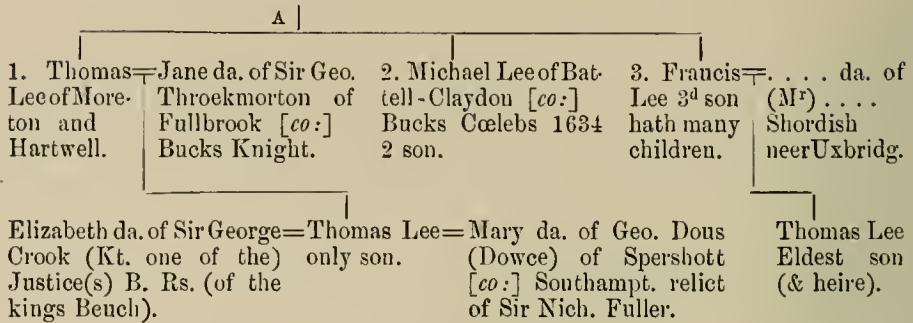 A
1. Thomas=Jane da. of Sir Geo.
Lee of More-
ton and
Hartwell.
Throckmorton of
Fullbrook [co:]
Bucks Knight.
2. Michael Lee of Bat-
tell-Claydon [co:]
Bucks Cœlebs 1634
2 son.
3. Francis=. . . . da. of
Lee 3d son
hath many
children.
(Mr) . . . .
Shordish
neer Uxbridg.
Elizabeth da. of Sir George=Thomas Lee=Mary da. of Geo. Dous
Crook (Kt. one of the)
Justice(s) B. Rs. (of the
kings Bench).
only son.
(Dowce) of Spershott
[co:] Southampt. relict
of Sir Nich. Fuller.
Thomas Lee
Eldest son
(& heire).